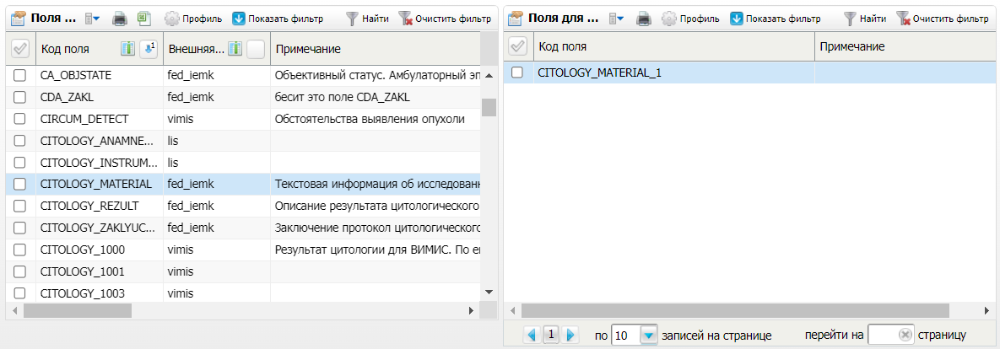 Поля ... Профиль Показать фильтр Найти Очистить фильтр
Код поля 1 Внешняя... Примечание
CA_OBJSTATE fed_iemk Объективный статус. Амбулаторный эп
CDA_ZAKL fed_iemk бесит это поле CDA_ZAKL
CIRCUM_DETECT vimis Обстоятельства выявления опухоли
CITOLOGY_ANAMNE... lis
CITOLOGY_INSTRUM... lis
CITOLOGY_MATERIAL fed_iemk Текстовая информация об исследован
CITOLOGY_REZULT fed_iemk Описание результата цитологического
CITOLOGY_ZAKLYUC... fed_iemk Заключение протокол цитологического
CITOLOGY_1000 vimis Результат цитологии для ВИМИС. По е
CITOLOGY_1001 vimis
CITOLOGY_1003 vimis
Поля для ... Профиль Показать фильтр Найти Очистить фильтр
Код поля Примечание
CITOLOGY_MATERIAL_1
1 по 10 записей на странице перейти на страницу